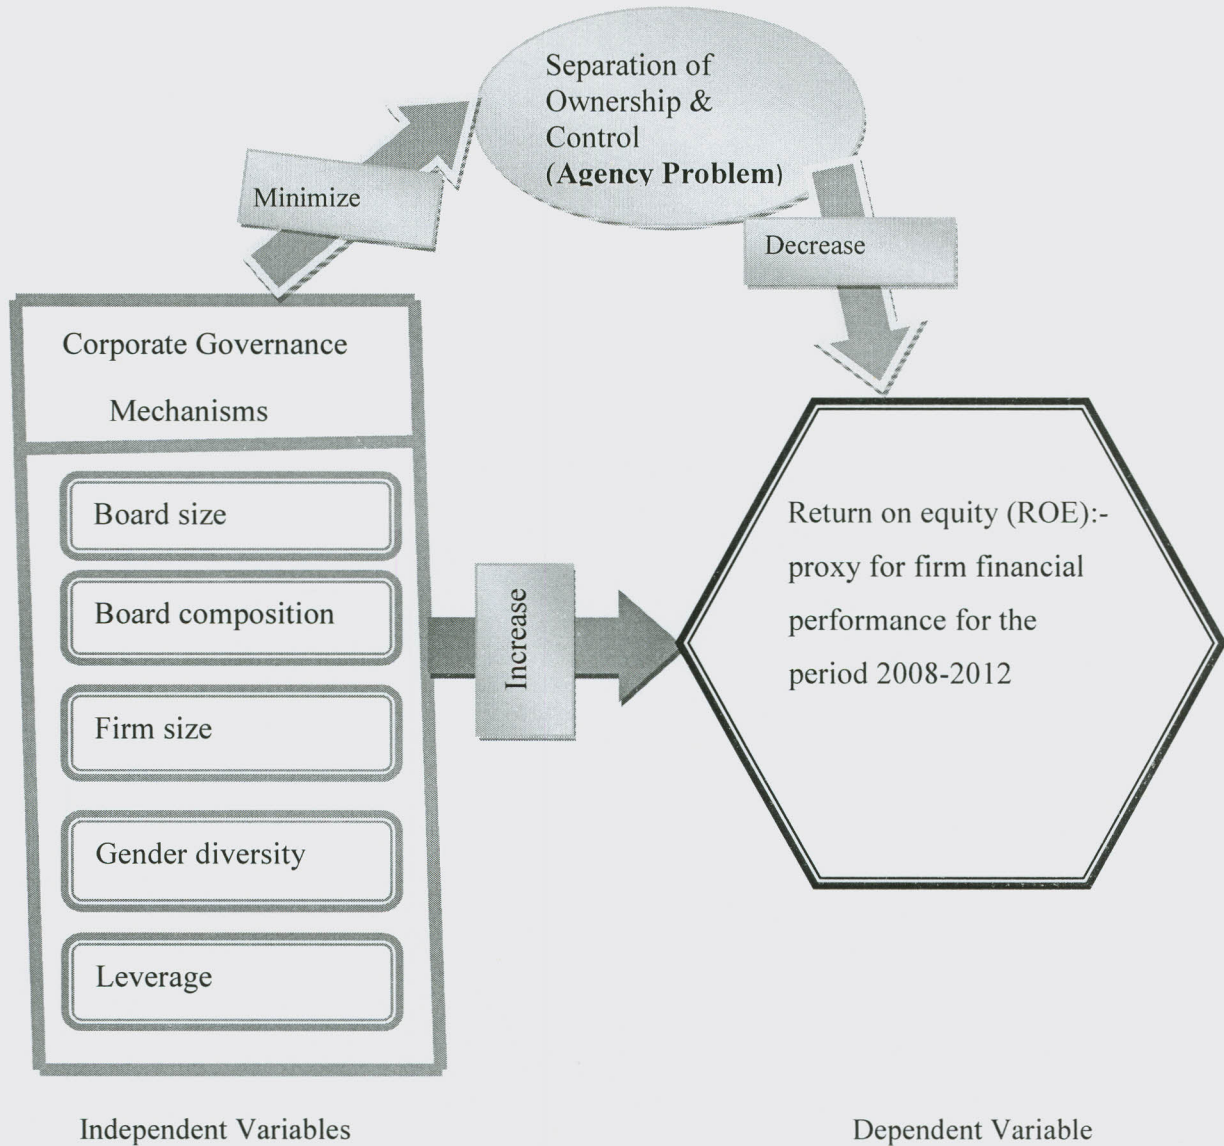 Separation of
Ownership &
Control
(Agency Problem)
Minimize
Decrease
Corporate Governance
Mechanisms
Board size
Board composition
Firm size
Gender diversity
Leverage
Increase
Return on equity (ROE):-
proxy for firm financial
performance for the
period 2008-2012
Independent Variables
Dependent Variable